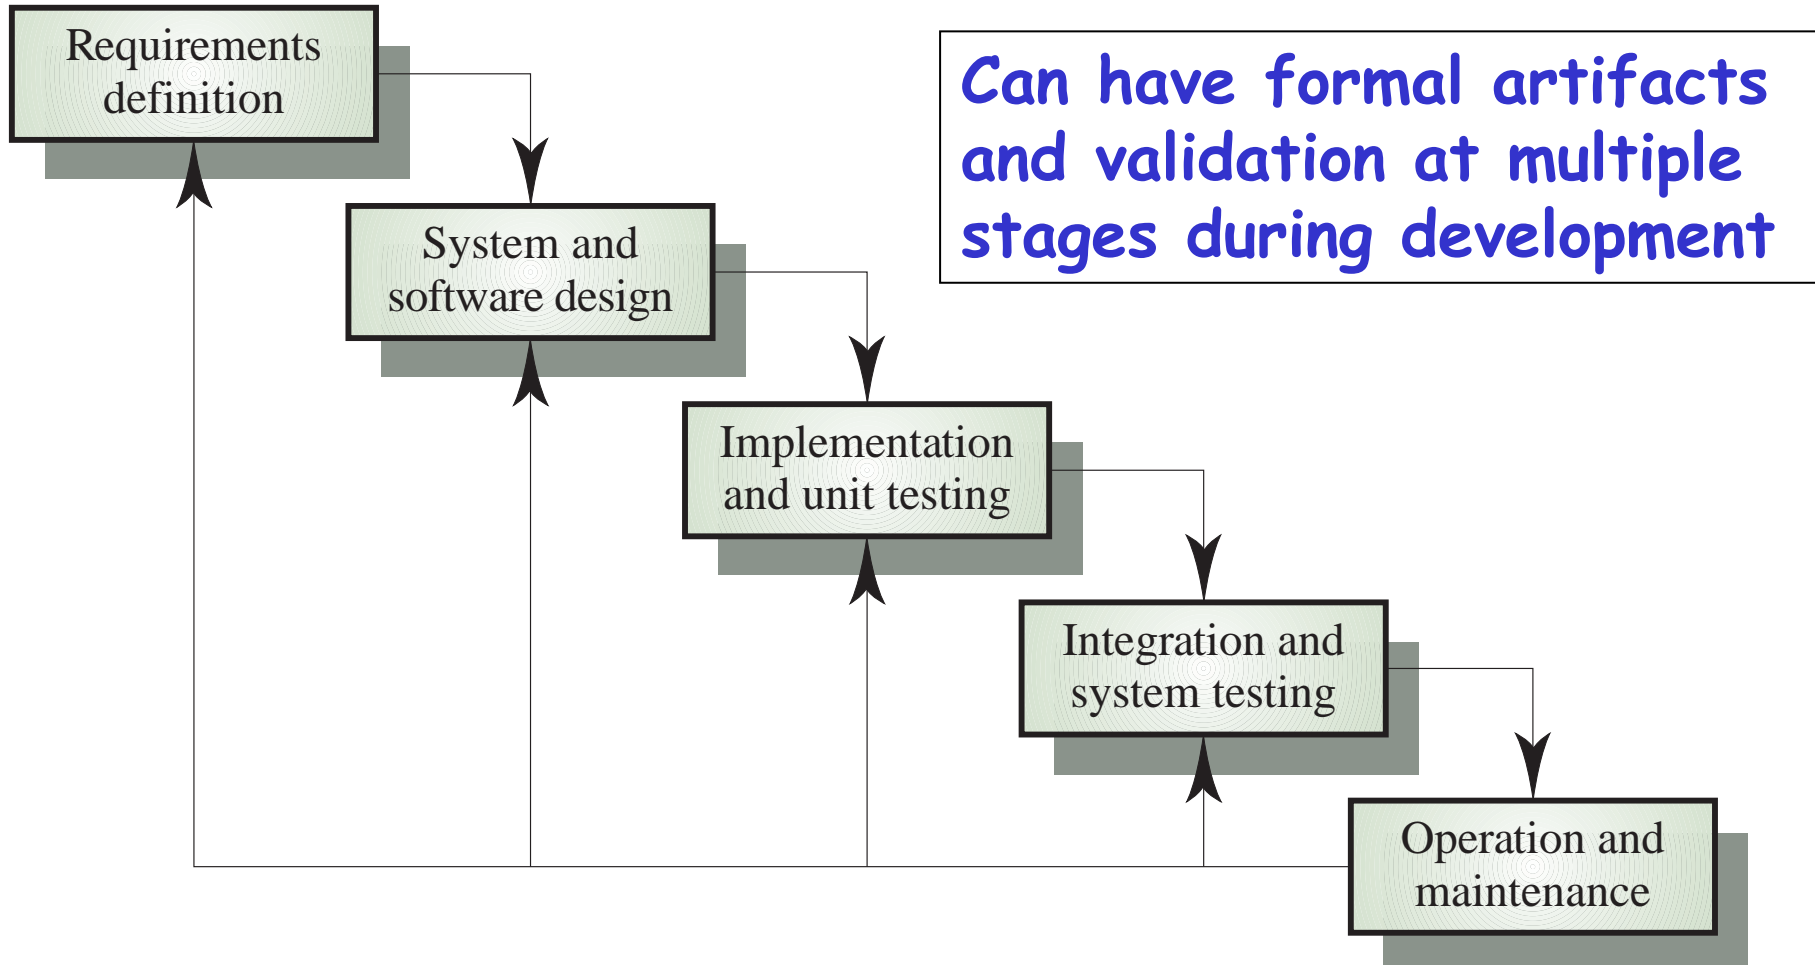 Requirements
definition
Can have formal artifacts
and validation at multiple
stages during development
System and
software design
Implementation
and unit testing
Integration and
system testing
Operation and
maintenance